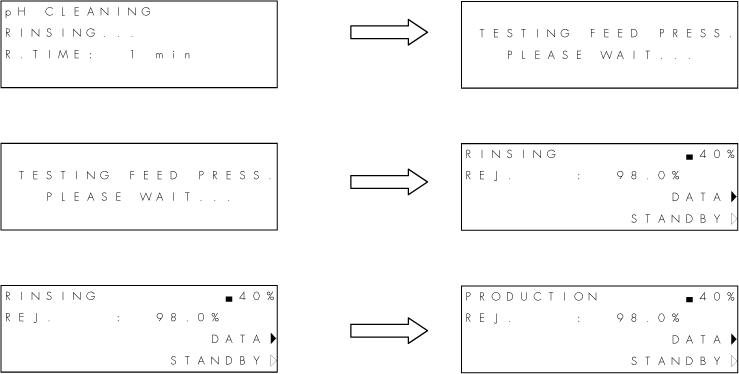 pH CLEANING
RINSING...
R.TIME: 1 min
TESTING FEED PRESS.
PLEASE WAIT...
TESTING FEED PRESS.
PLEASE WAIT...
RINSING 40%
REJ. : 98.0%
DATA
STANDBY
RINSING 40%
REJ. : 98.0%
DATA
STANDBY
PRODUCTION 40%
REJ. : 98.0%
DATA
STANDBY